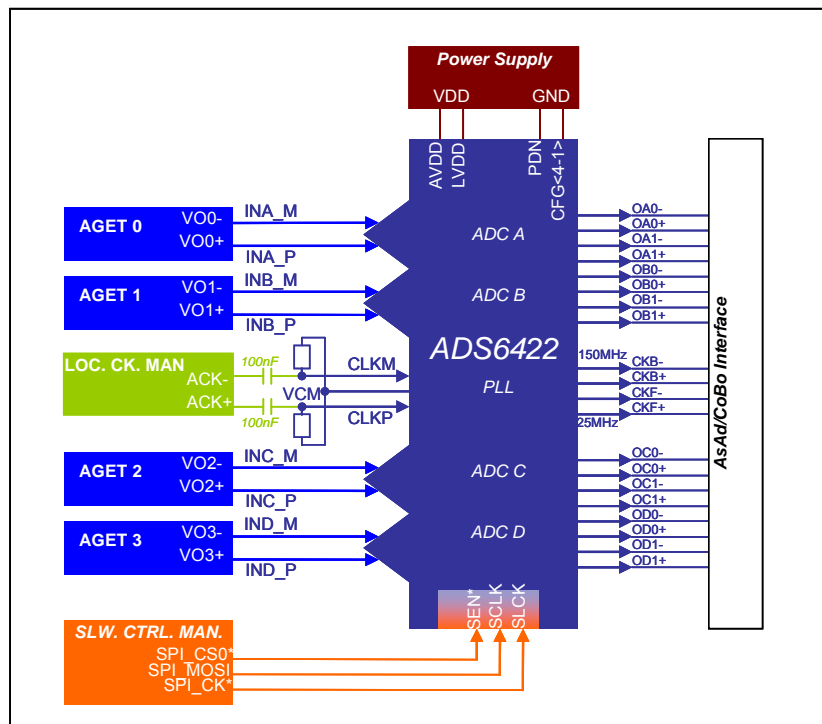 Power Supply
VDD GND
AVDD
LVDD
PDN
CFG<4-1>
AGET 0
VO0-
VO0+
INA_M
INA_P
ADC A
OA0-
OA0+
OA1-
OA1+
AGET 1
VO1-
VO1+
INB_M
INB_P
ADC B
OB0-
OB0+
OB1-
OB1+
LOC. CK. MAN
ACK-
ACK+
100nF
100nF
VCM
CLKM
CLKP
ADS6422
PLL
150MHz
25MHz
CKB-
CKB+
CKF-
CKF+
AGET 2
VO2-
VO2+
INC_M
INC_P
ADC C
OC0-
OC0+
OC1-
OC1+
AGET 3
VO3-
VO3+
IND_M
IND_P
ADC D
OD0-
OD0+
OD1-
OD1+
AsAd/CoBo Interface
SEN*
SCLK
SLCK
SLW. CTRL. MAN.
SPI_CS0*
SPI_MOSI
SPI_CK*